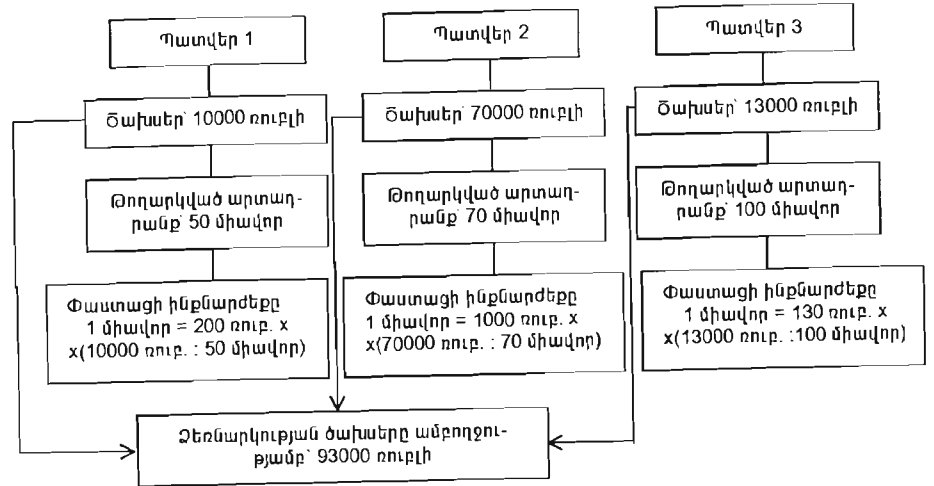 Պատվեր 1
Ծախսեր՝ 10000 ռուբլի
Թողարկված արտադ-
րանք՝ 50 միավոր
Փաստացի ինքնարժեքը
1 միավոր = 200 ռուբ. x
x(10000 ռուբ. : 50 միավոր)
Պատվեր 2
Ծախսեր՝ 70000 ռուբլի
Թողարկված արտադ-
րանք՝ 70 միավոր
Փաստացի ինքնարժեքը
1 միավոր = 1000 ռուբ. x
x(70000 ռուբ. : 70 միավոր)
Պատվեր 3
Ծախսեր՝ 13000 ռուբլի
Թողարկված արտադ-
րանք՝ 100 միավոր
Փաստացի ինքնարժեքը
1 միավոր = 130 ռուբ. x
x(13000 ռուբ. :100 միավոր)
Ձեռնարկության ծախսերը ամբողջու-
թյամբ՝ 93000 ռուբլի